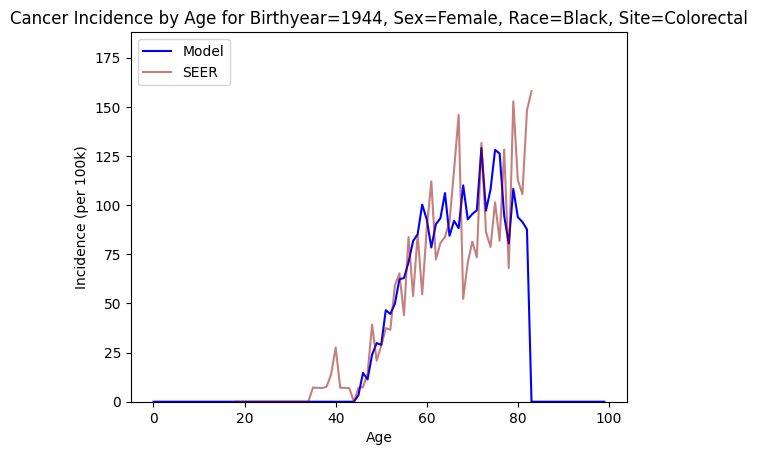 Cancer Incidence by Age for Birthyear=1944, Sex=Female, Race=Black, Site=Colorectal
Model
SEER
175
150
125
100
75
50
25
0
Incidence (per 100k)
0 20 40 60 80 100
Age